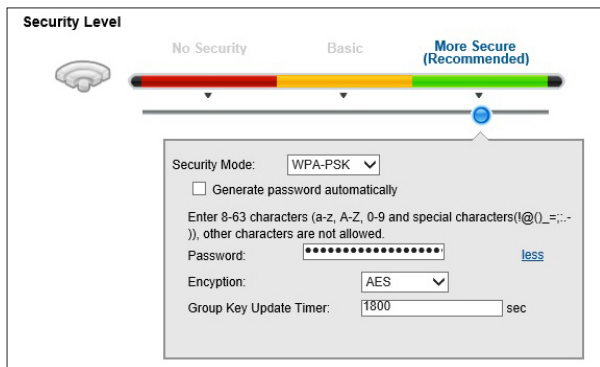 Security Level
No Security
Basic
More Secure
(Recommended)
Security Mode: WPA-PSK
Generate password automatically
Enter 8-63 characters (a-z, A-Z, 0-9 and special characters(!@()_=;:.-
)), other characters are not allowed.
Password: ●●●●●●●●●●●●●●●●●● less
Encyption: AES
Group Key Update Timer: 1800 sec